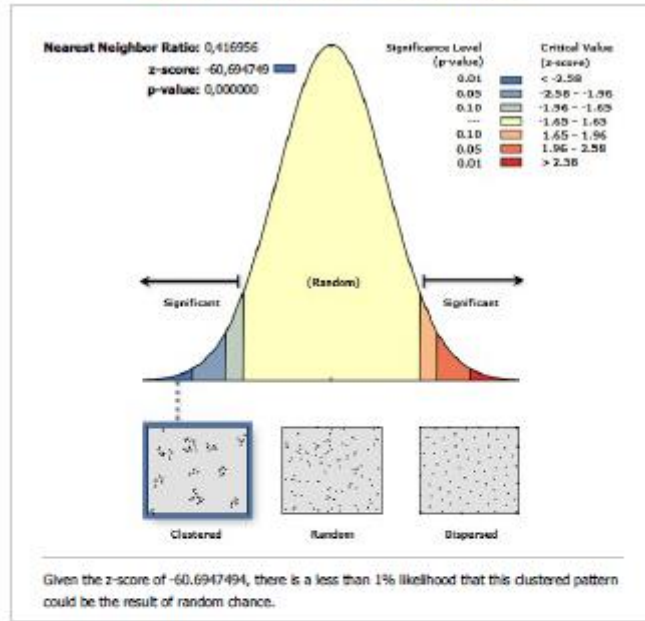 Nearest Neighbor Ratio: 0,416956
z-score: -60,694749
p-value: 0,000000
Significance Level
(p-value)
Critical Value
(z-score)
0.01 < -2.58
0.05 -2.58 - -1.96
0.10 -1.96 - -1.65
--- -1.65 - 1.65
0.10 1.65 - 1.96
0.05 1.96 - 2.58
0.01 > 2.58
(Random)
Significant
Significant
Clustered
Random
Dispersed
Given the z-score of -60.6947494, there is a less than 1% likelihood that this clustered pattern
could be the result of random chance.